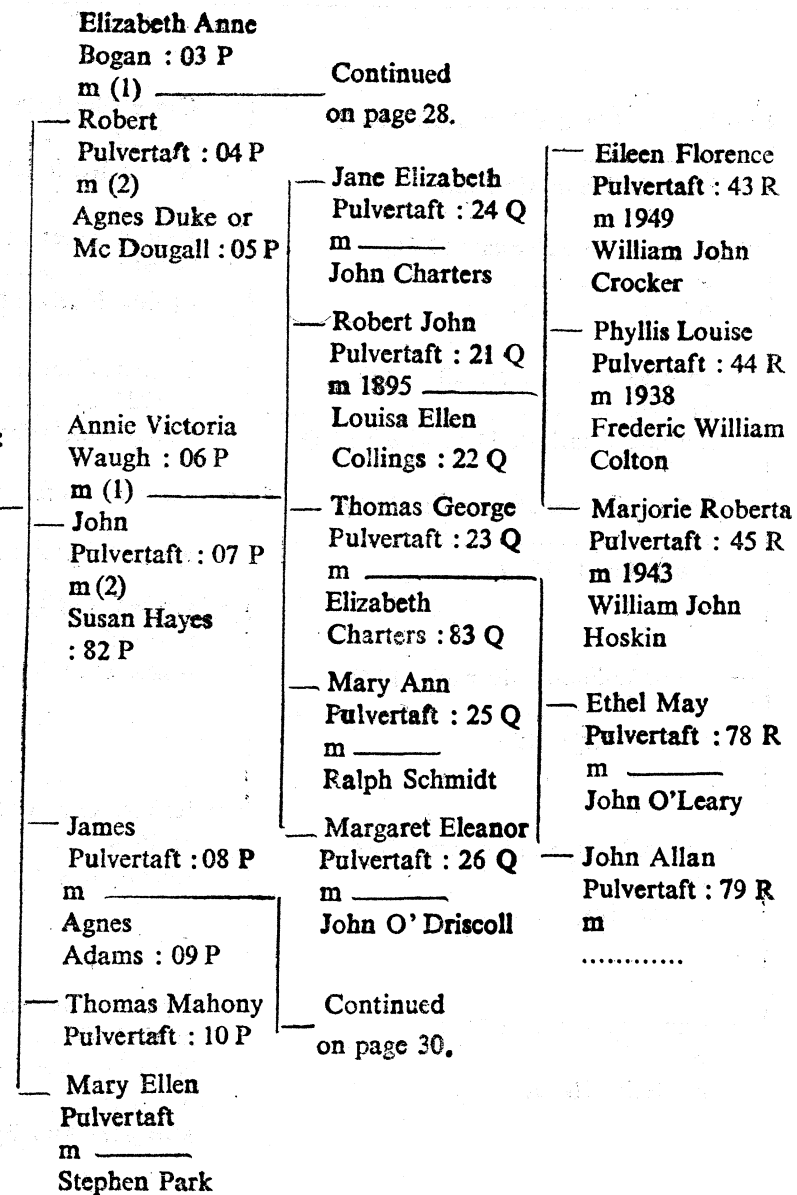 Elizabeth Anne
Bogan : 03 P
m (1)
Robert
Pulvertaft : 04 P
m (2)
Agnes Duke or
Mc Dougall : 05 P
Continued
on page 28.
Annie Victoria
Waugh : 06 P
m (1)
John
Pulvertaft : 07 P
m (2)
Susan Hayes
: 82 P
James
Pulvertaft : 08 P
m
Agnes
Adams : 09 P
Thomas Mahony
Pulvertaft : 10 P
Mary Ellen
Pulvertaft
m
Stephen Park
Jane Elizabeth
Pulvertaft : 24 Q
m
John Charters
Robert John
Pulvertaft : 21 Q
m 1895
Louisa Ellen
Collings : 22 Q
Thomas George
Pulvertaft : 23 Q
m
Elizabeth
Charters : 83 Q
Mary Ann
Pulvertaft : 25 Q
m
Ralph Schmidt
Margaret Eleanor
Pulvertaft : 26 Q
m
John O' Driscoll
Continued
on page 30.
Eileen Florence
Pulvertaft : 43 R
m 1949
William John
Crocker
Phyllis Louise
Pulvertaft : 44 R
m 1938
Frederic William
Colton
Marjorie Roberta
Pulvertaft : 45 R
m 1943
William John
Hoskin
Ethel May
Pulvertaft : 78 R
m
John O'Leary
John Allan
Pulvertaft : 79 R
m
............